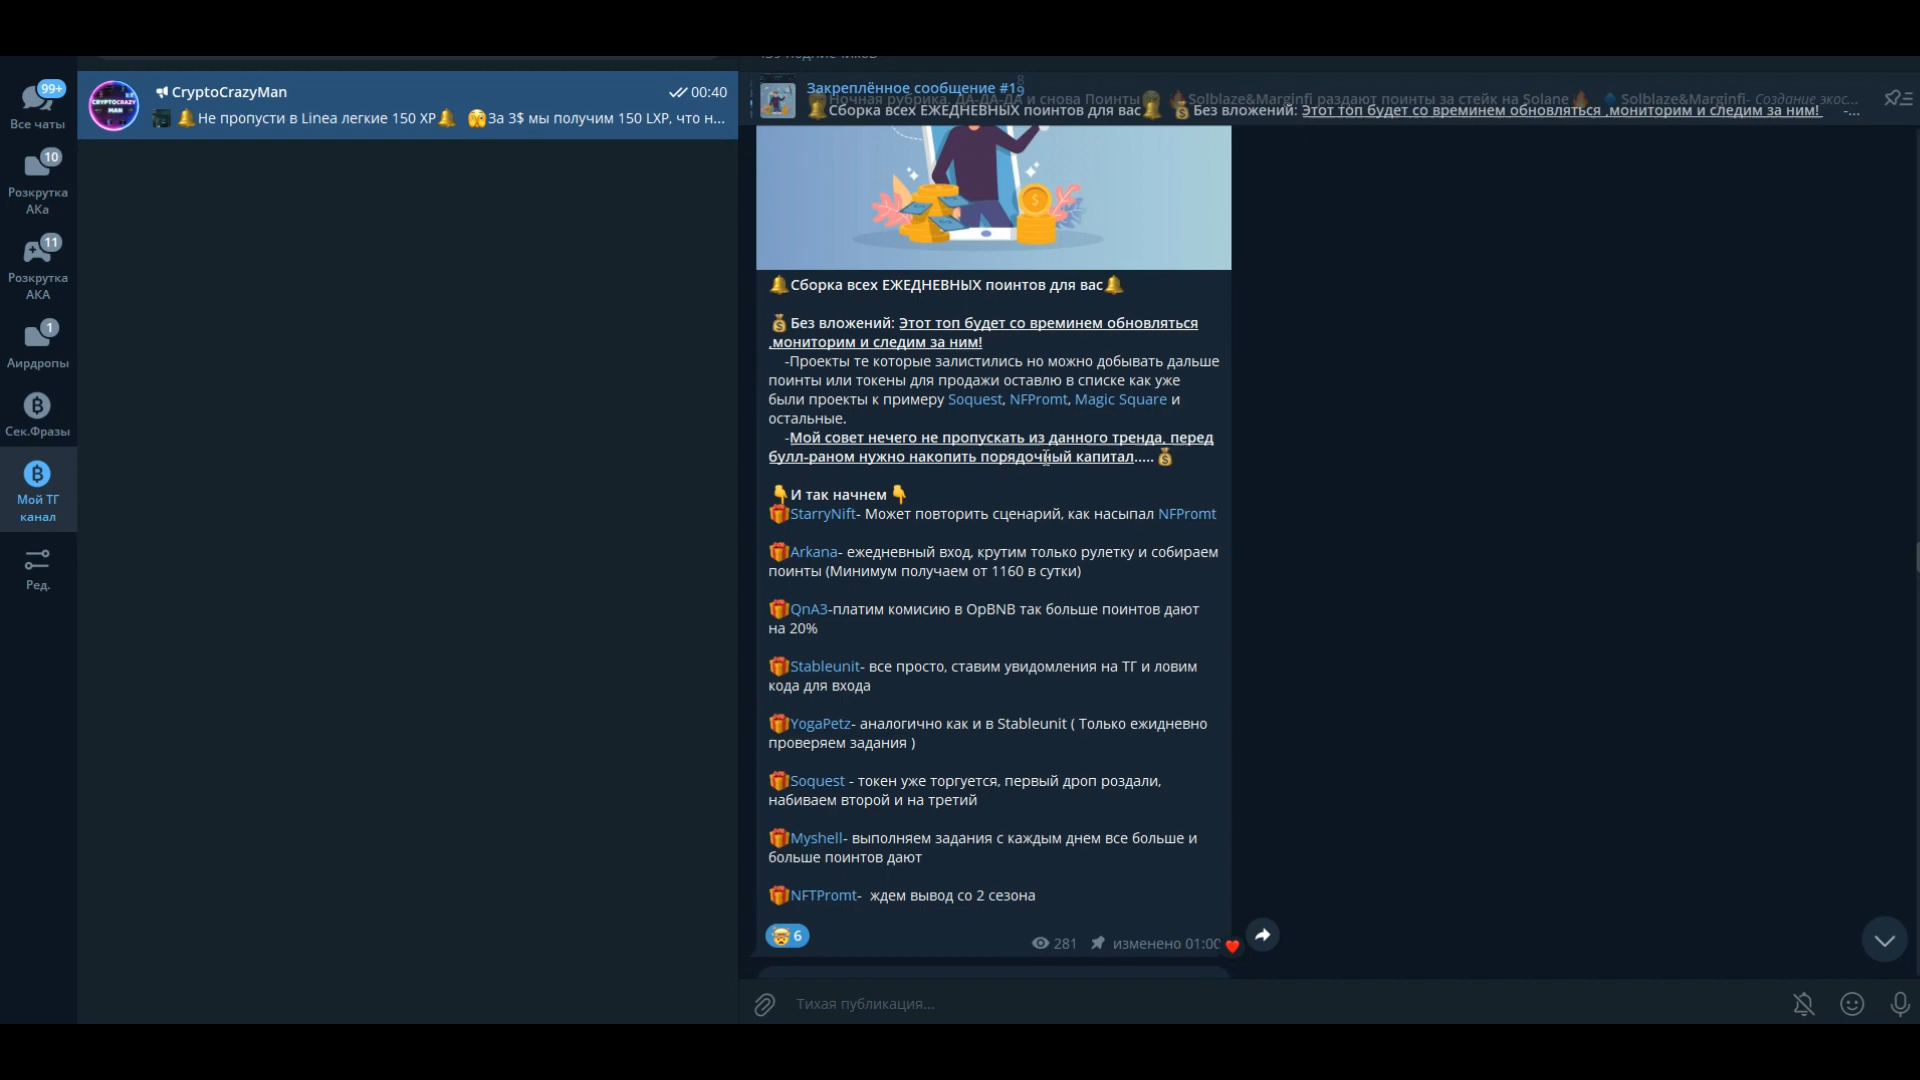 99+
Все чаты
10
Розкрутка
АКа
11
Розкрутка
АКА
1
Аирдропы
Сек.Фразы
Мой ТГ
канал
Ред.
CRYPTOCRAZY
MAN
CryptoCrazyMan
00:40
🔔Не пропусти в Linea легкие 150 XP🔔 🫣За 3$ мы получим 150 LXP, что н...
Закреплённое сообщение #1
Ночная рубрика, ДА-ДА-ДА и снова Поинты
Solblaze&Marginfi раздают поинты за стейк на Solane🔥 🔹 Solblaze&Marginfi- Создание экос...
🔔Сборка всех ЕЖЕДНЕВНЫХ поинтов для вас🔔 💰Без вложений: Этот топ будет со времинем обновляться ,мониторим и следим за ним! -...
🔔Сборка всех ЕЖЕДНЕВНЫХ поинтов для вас🔔
💰Без вложений: Этот топ будет со времинем обновляться
,мониторим и следим за ним!
-Проекты те которые залистились но можно добывать дальше
поинты или токены для продажи оставлю в списке как уже
были проекты к примеру Soquest, NFPromt, Magic Square и
остальные.
-Мой совет нечего не пропускать из данного тренда, перед
булл-раном нужно накопить порядочный капитал.....💰
👇И так начнем👇
🎁StarryNift- Может повторить сценарий, как насыпал NFPromt
🎁Arkana- ежедневный вход, крутим только рулетку и собираем
поинты (Минимум получаем от 1160 в сутки)
🎁QnA3-платим комисию в OpBNB так больше поинтов дают
на 20%
🎁Stableunit- все просто, ставим увидомления на ТГ и ловим
кода для входа
🎁YogaPetz- аналогично как и в Stableunit ( Только ежидневно
проверяем задания )
🎁Soquest - токен уже торгуется, первый дроп роздали,
набиваем второй и на третий
🎁Myshell- выполняем задания с каждым днем все больше и
больше поинтов дают
🎁NFTPromt- ждем вывод со 2 сезона
🤯 6
281 изменено 01:00
Тихая публикация...